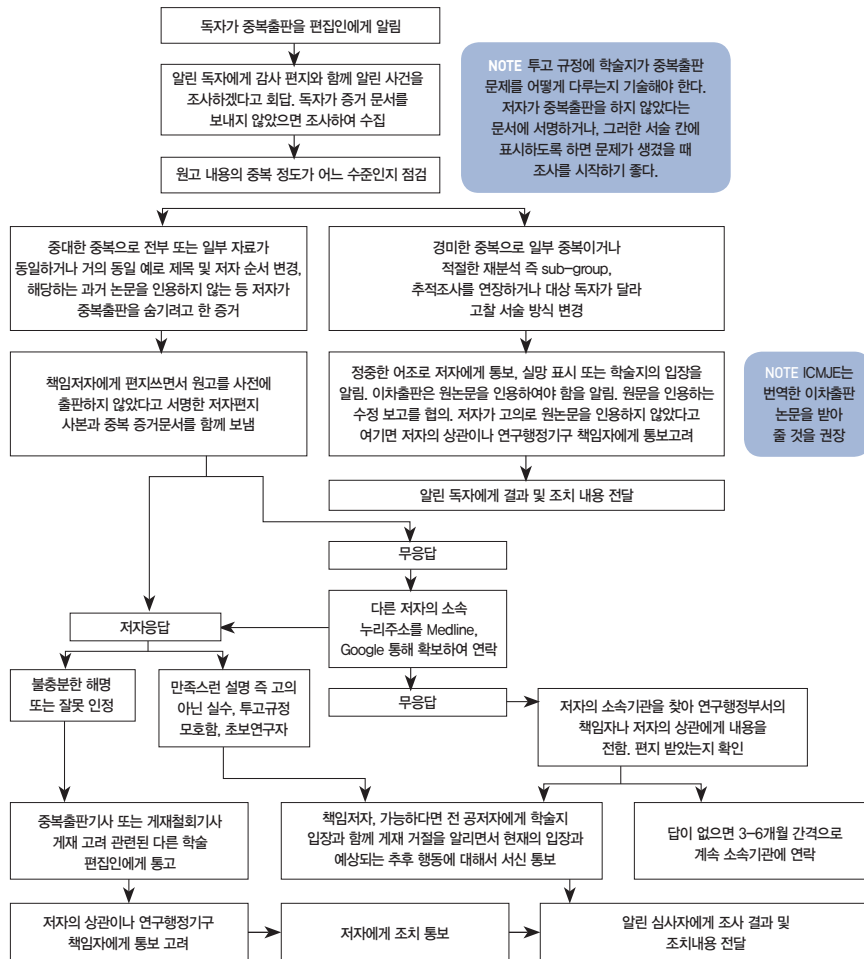 독자가 중복출판을 편집인에게 알림
알린 독자에게 감사 편지와 함께 알린 사건을
조사하겠다고 회답. 독자가 증거 문서를
보내지 않았으면 조사하여 수집
원고 내용의 중복 정도가 어느 수준인지 점검
NOTE 투고 규정에 학술지가 중복출판
문제를 어떻게 다루는지 기술해야 한다.
저자가 중복출판을 하지 않았다는
문서에 서명하거나, 그러한 서술 칸에
표시하도록 하면 문제가 생겼을 때
조사를 시작하기 좋다.
중대한 중복으로 전부 또는 일부 자료가
동일하거나 거의 동일 예로 제목 및 저자 순서 변경,
해당하는 과거 논문을 인용하지 않는 등 저자가
중복출판을 숨기려고 한 증거
경미한 중복으로 일부 중복이거나
적절한 재분석 즉 sub-group,
추적조사를 연장하거나 대상 독자가 달라
고찰 서술 방식 변경
책임저자에게 편지쓰면서 원고를 사전에
출판하지 않았다고 서명한 저자편지
사본과 중복 증거문서를 함께 보냄
정중한 어조로 저자에게 통보, 실망 표시 또는 학술지의 입장을
알림. 이차출판은 원논문을 인용하여야 함을 알림. 원문을 인용하는
수정 보고를 협의. 저자가 고의로 원논문을 인용하지 않았다고
여기면 저자의 상관이나 연구행정기구 책임자에게 통보고려
NOTE ICMJE는
번역한 이차출판
논문을 받아
줄 것을 권장
알린 독자에게 결과 및 조치 내용 전달
무응답
다른 저자의 소속
누리주소를 Medline,
Google 통해 확보하여 연락
저자응답
불충분한 해명
또는 잘못 인정
만족스런 설명 즉 고의
아닌 실수, 투고규정
모호함, 초보연구자
무응답
저자의 소속기관을 찾아 연구행정부서의
책임자나 저자의 상관에게 내용을
전함. 편지 받았는지 확인
중복출판기사 또는 게재철회기사
게재 고려 관련된 다른 학술
편집인에게 통고
책임저자, 가능하다면 전 공저자에게 학술지
입장과 함께 게재 거절을 알리면서 현재의 입장과
예상되는 추후 행동에 대해서 서신 통보
답이 없으면 3-6개월 간격으로
계속 소속기관에 연락
저자의 상관이나 연구행정기구
책임자에게 통보 고려
저자에게 조치 통보
알린 심사자에게 조사 결과 및
조치내용 전달